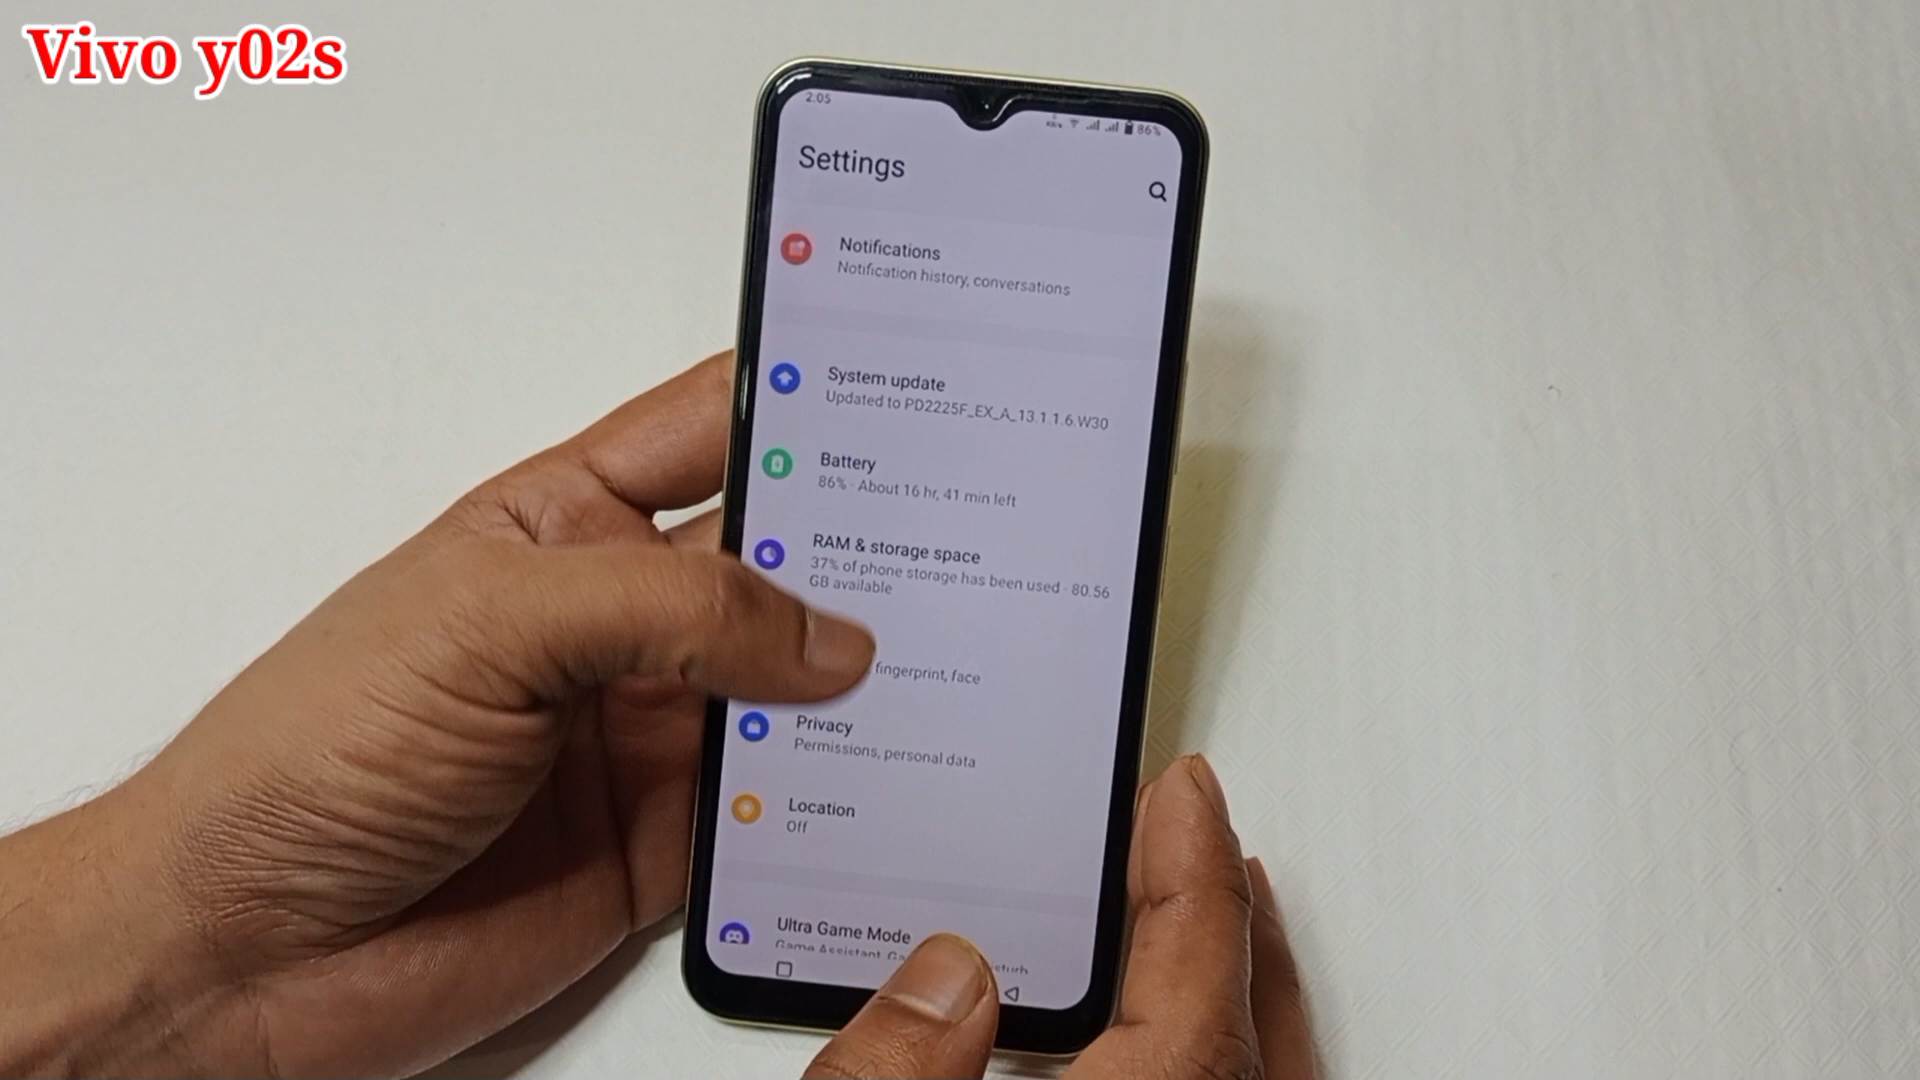 Vivo y02s
2:05
86%
Settings
Notifications
Notification history, conversations
System update
Updated to PD2225F_EX_A_13.1.1.6.W30
Battery
86% · About 16 hr, 41 min left
RAM & storage space
37% of phone storage has been used · 80.56
GB available
fingerprint, face
Privacy
Permissions, personal data
Location
Off
Ultra Game Mode
Game Assistant,